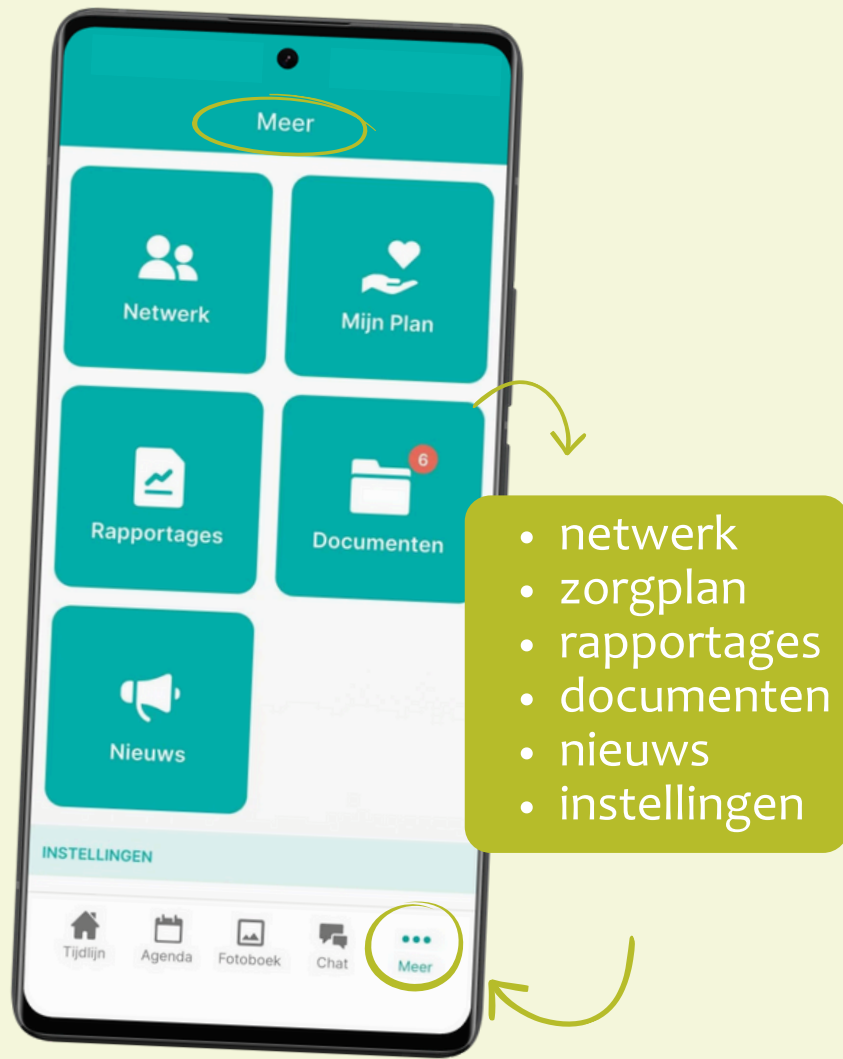 Meer
Netwerk
Mijn Plan
Rapportages
6
Documenten
Nieuws
INSTELLINGEN
Tijdlijn
Agenda
Fotoboek
Chat
Meer
• netwerk
• zorgplan
• rapportages
• documenten
• nieuws
• instellingen